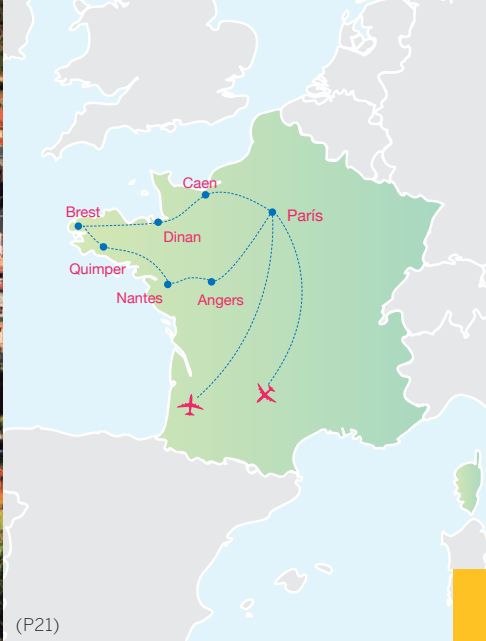 Caen
Brest
París
Dinan
Quimper
Nantes
Angers
(P21)